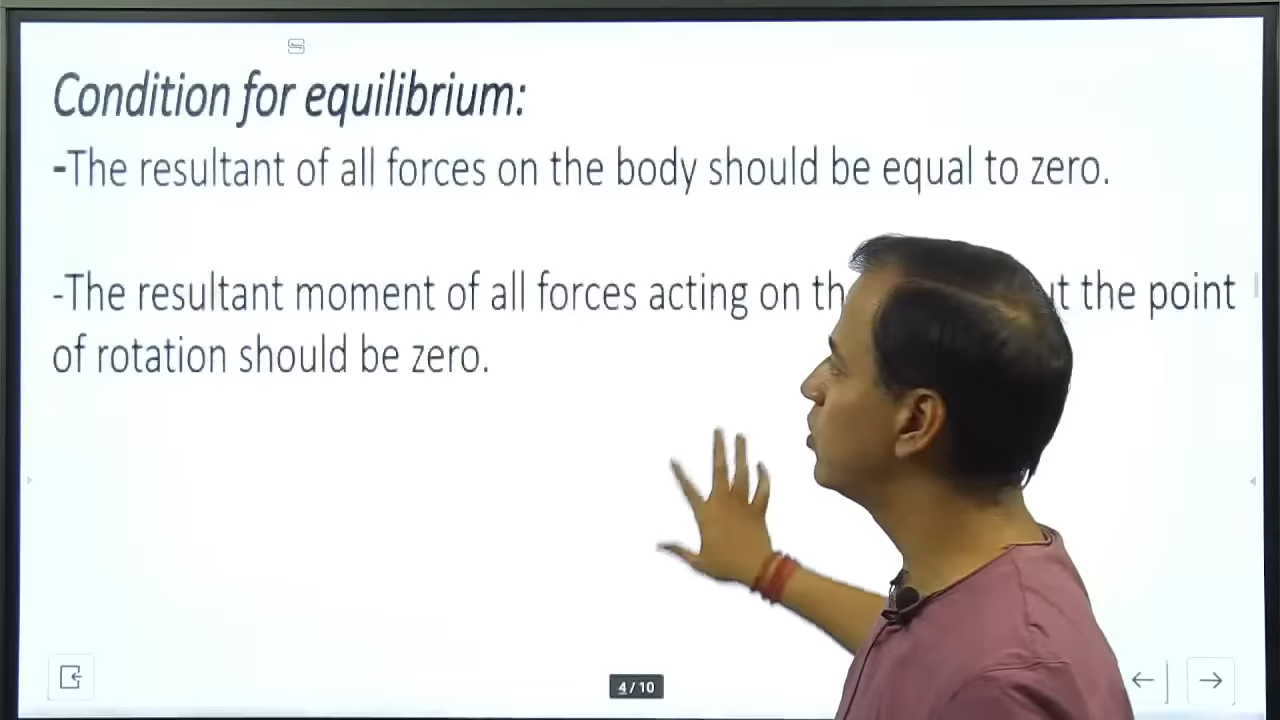 Condition for equilibrium:
-The resultant of all forces on the body should be equal to zero.
-The resultant moment of all forces acting on the point
of rotation should be zero.
4 / 10